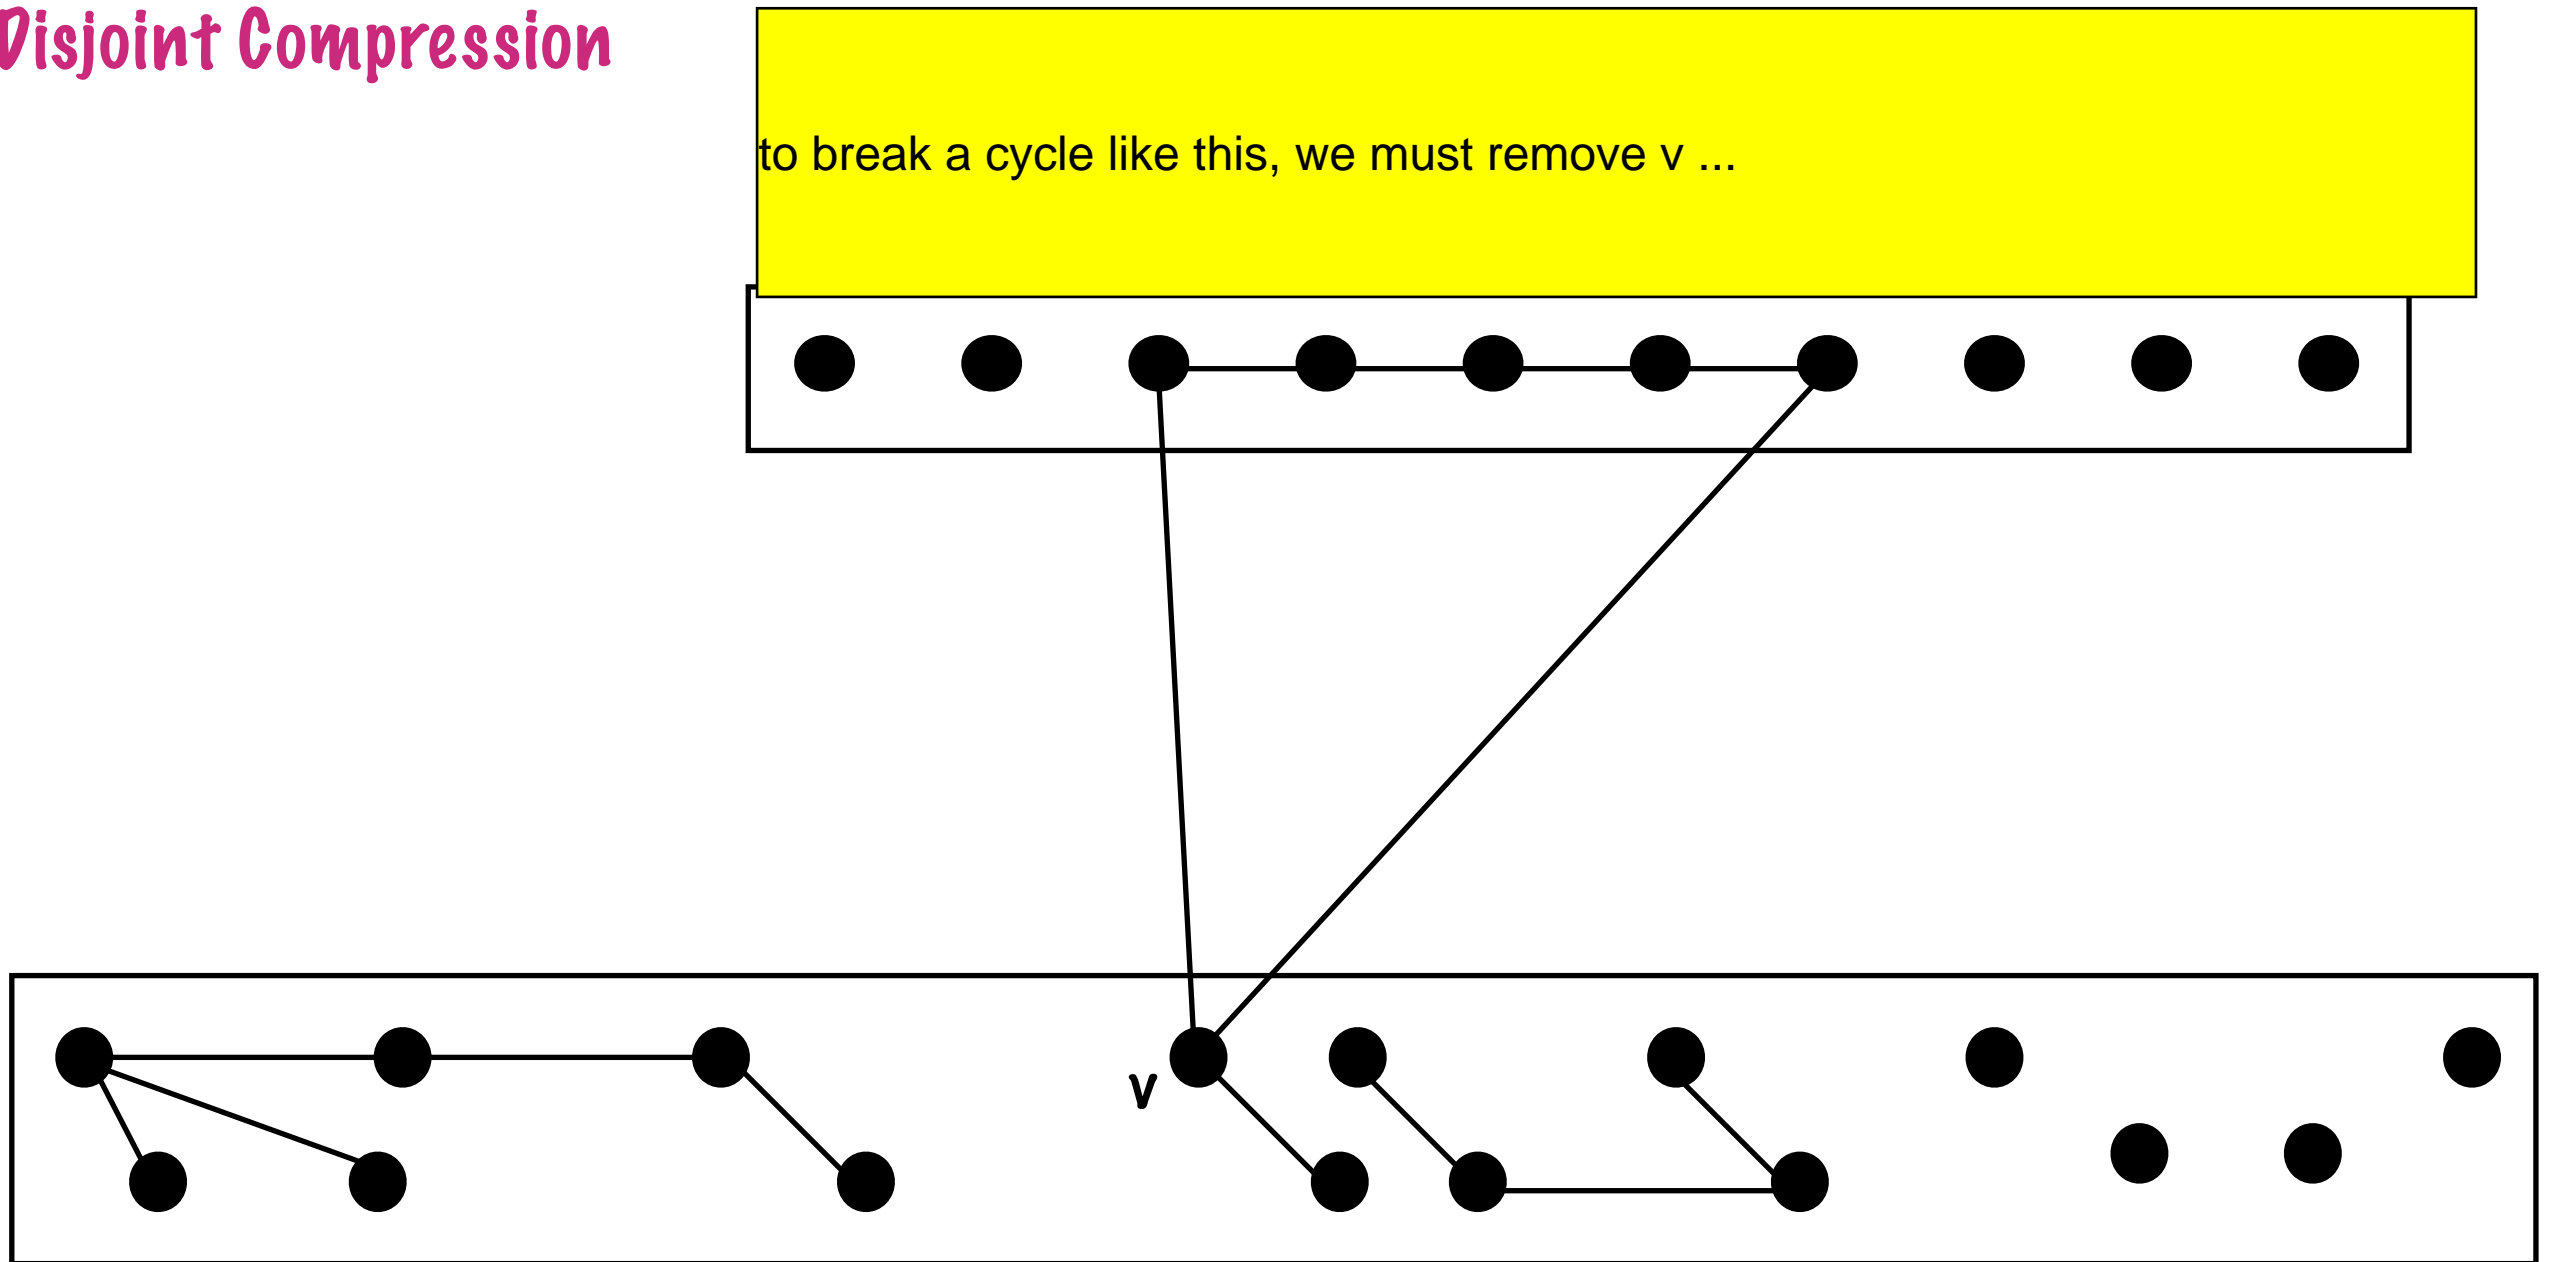 Disjoint Compression
to break a cycle like this, we must remove v ...
v